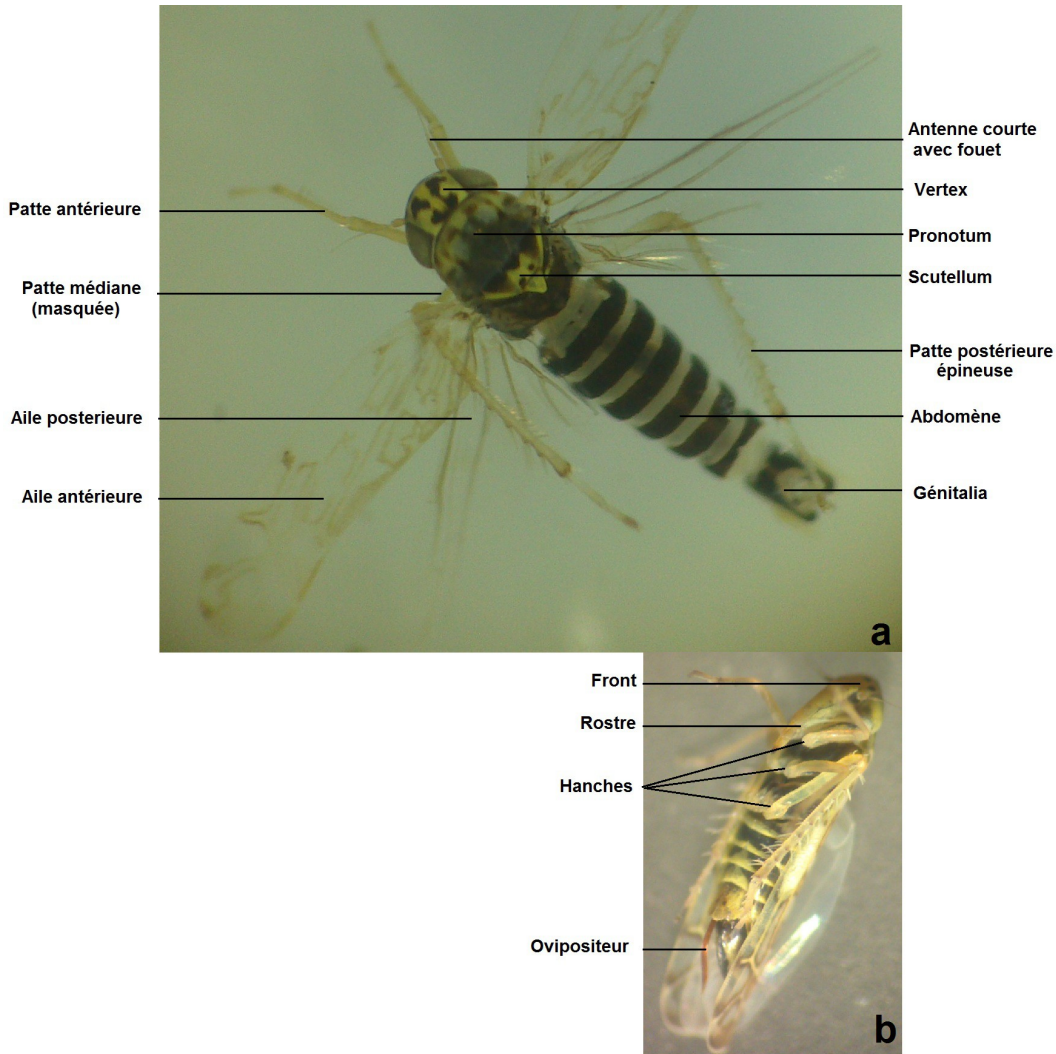 Antenne courte
avec fouet
Vertex
Patte antérieure
Pronotum
Scutellum
Patte médiane
(masquée)
Patte postérieure
épineuse
Aile posterieure
Abdomène
Aile antérieure
Génitalia
a
Front
Rostre
Hanches
Ovipositeur
b